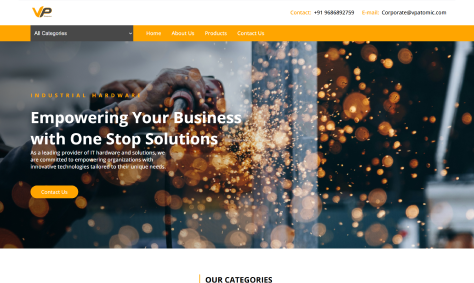 VP
Contact: +91 9686892759 E-mail: Corporate@vpatomic.com
All Categories Home About Us Products Contact Us
INDUSTRIAL HARDWARE
Empowering Your Business
with One Stop Solutions
As a leading provider of IT hardware and solutions, we
are committed to empowering organizations with
innovative technologies tailored to their unique needs.
Contact Us
OUR CATEGORIES